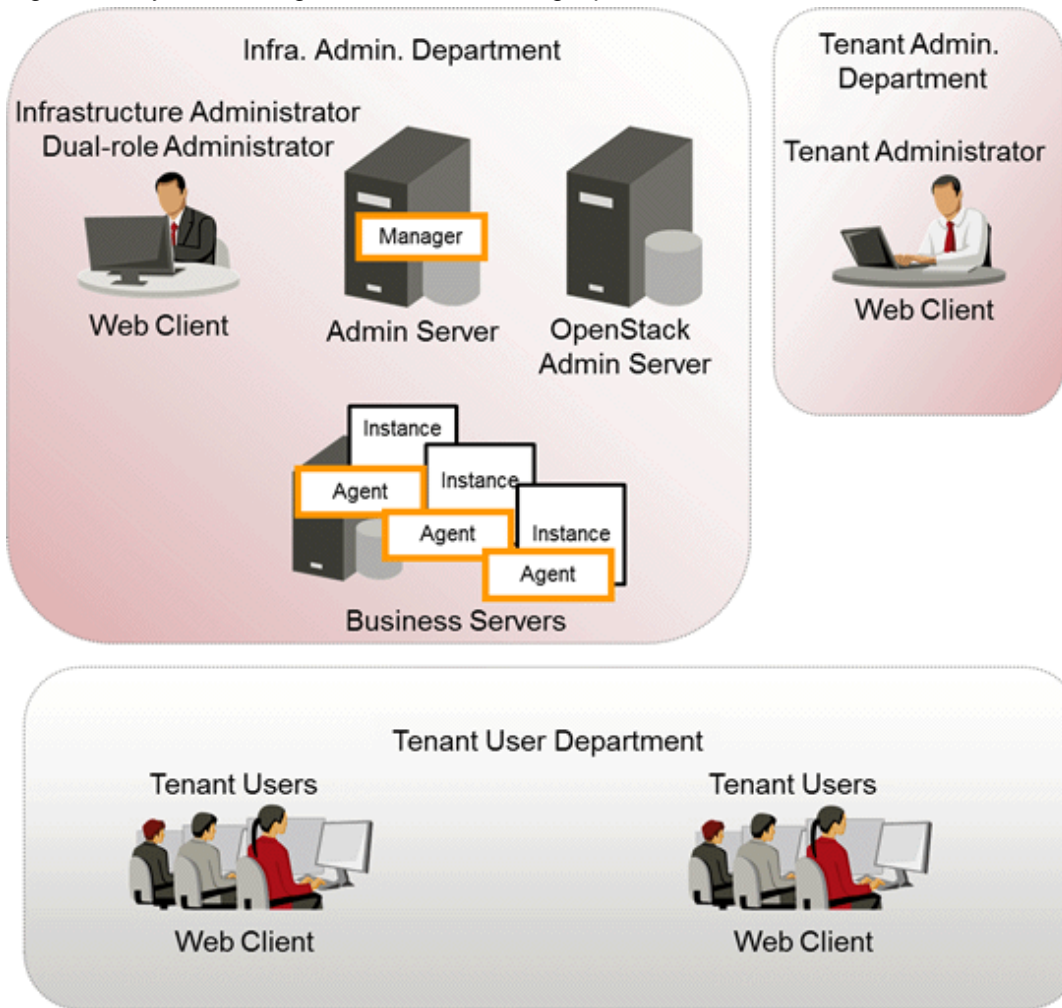 Infra. Admin. Department
Infrastructure Administrator
Dual-role Administrator
Web Client
Manager
Admin Server
OpenStack
Admin Server
Instance
Agent
Instance
Agent
Instance
Agent
Business Servers
Tenant Admin.
Department
Tenant Administrator
Web Client
Tenant User Department
Tenant Users
Web Client
Tenant Users
Web Client